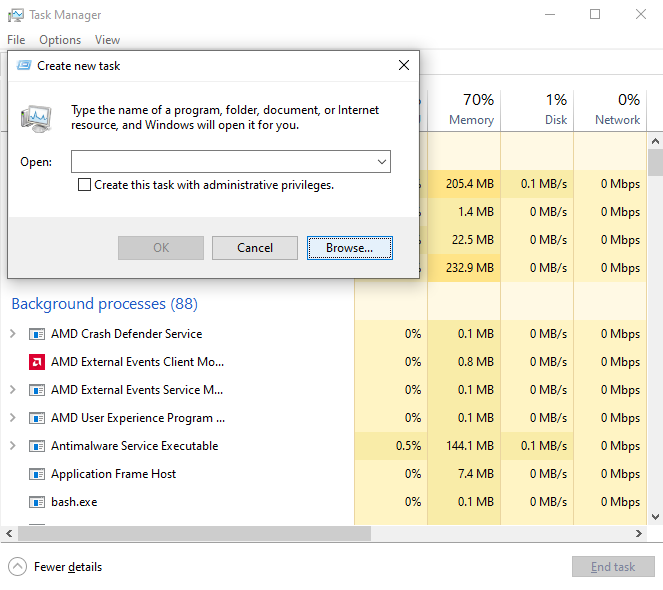 Task Manager
File Options View
Create new task
Type the name of a program, folder, document, or Internet
resource, and Windows will open it for you.
Open:
Create this task with administrative privileges.
OK Cancel Browse...
70% 1% 0%
Memory Disk Network
205.4 MB 0.1 MB/s 0 Mbps
1.4 MB 0 MB/s 0 Mbps
22.5 MB 0 MB/s 0 Mbps
232.9 MB 0 MB/s 0 Mbps
Background processes (88)
AMD Crash Defender Service 0% 0.1 MB 0 MB/s 0 Mbps
AMD External Events Client Mo... 0% 0.8 MB 0 MB/s 0 Mbps
AMD External Events Service M... 0% 0.1 MB 0 MB/s 0 Mbps
AMD User Experience Program ... 0% 0.1 MB 0 MB/s 0 Mbps
Antimalware Service Executable 0.5% 144.1 MB 0.1 MB/s 0 Mbps
Application Frame Host 0% 7.4 MB 0 MB/s 0 Mbps
bash.exe 0% 0.1 MB 0 MB/s 0 Mbps
Fewer details End task